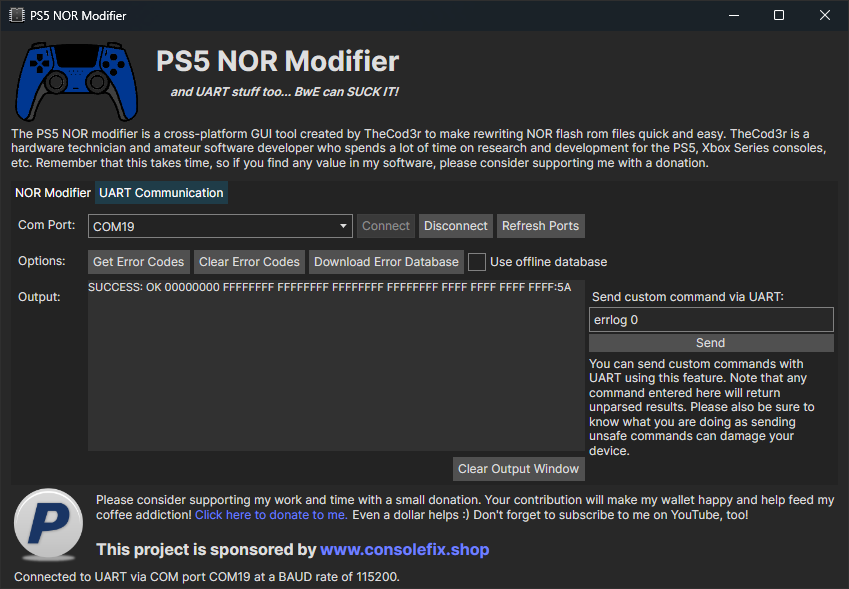 PS5 NOR Modifier
PS5 NOR Modifier
and UART stuff too... BwE can SUCK IT!
The PS5 NOR modifier is a cross-platform GUI tool created by TheCod3r to make rewriting NOR flash rom files quick and easy. TheCod3r is a
hardware technician and amateur software developer who spends a lot of time on research and development for the PS5, Xbox Series consoles,
etc. Remember that this takes time, so if you find any value in my software, please consider supporting me with a donation.
NOR Modifier UART Communication
Com Port: COM19 Connect Disconnect Refresh Ports
Options: Get Error Codes Clear Error Codes Download Error Database Use offline database
Output: SUCCESS: OK 00000000 FFFFFFFF FFFFFFFF FFFFFFFF FFFFFFFF FFFF FFFF FFFF FFFF:5A
Send custom command via UART:
errlog 0
Send
You can send custom commands with
UART using this feature. Note that any
command entered here will return
unparsed results. Please also be sure to
know what you are doing as sending
unsafe commands can damage your
device.
Clear Output Window
P
Please consider supporting my work and time with a small donation. Your contribution will make my wallet happy and help feed my
coffee addiction! Click here to donate to me. Even a dollar helps :) Don't forget to subscribe to me on YouTube, too!
This project is sponsored by www.consolefix.shop
Connected to UART via COM port COM19 at a BAUD rate of 115200.